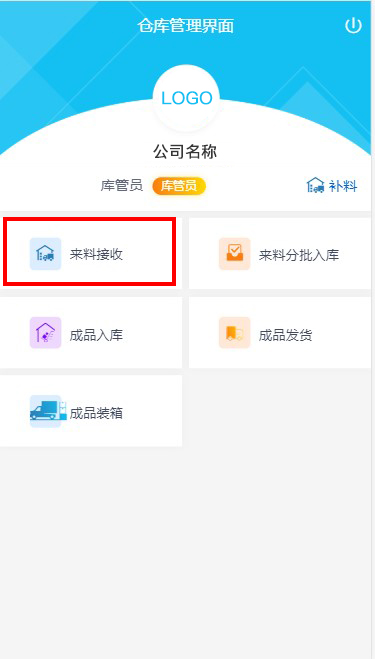 仓库管理界面
LOGO
公司名称
库管员 库管员 补料
来料接收 来料分批入库
成品入库 成品发货
成品装箱